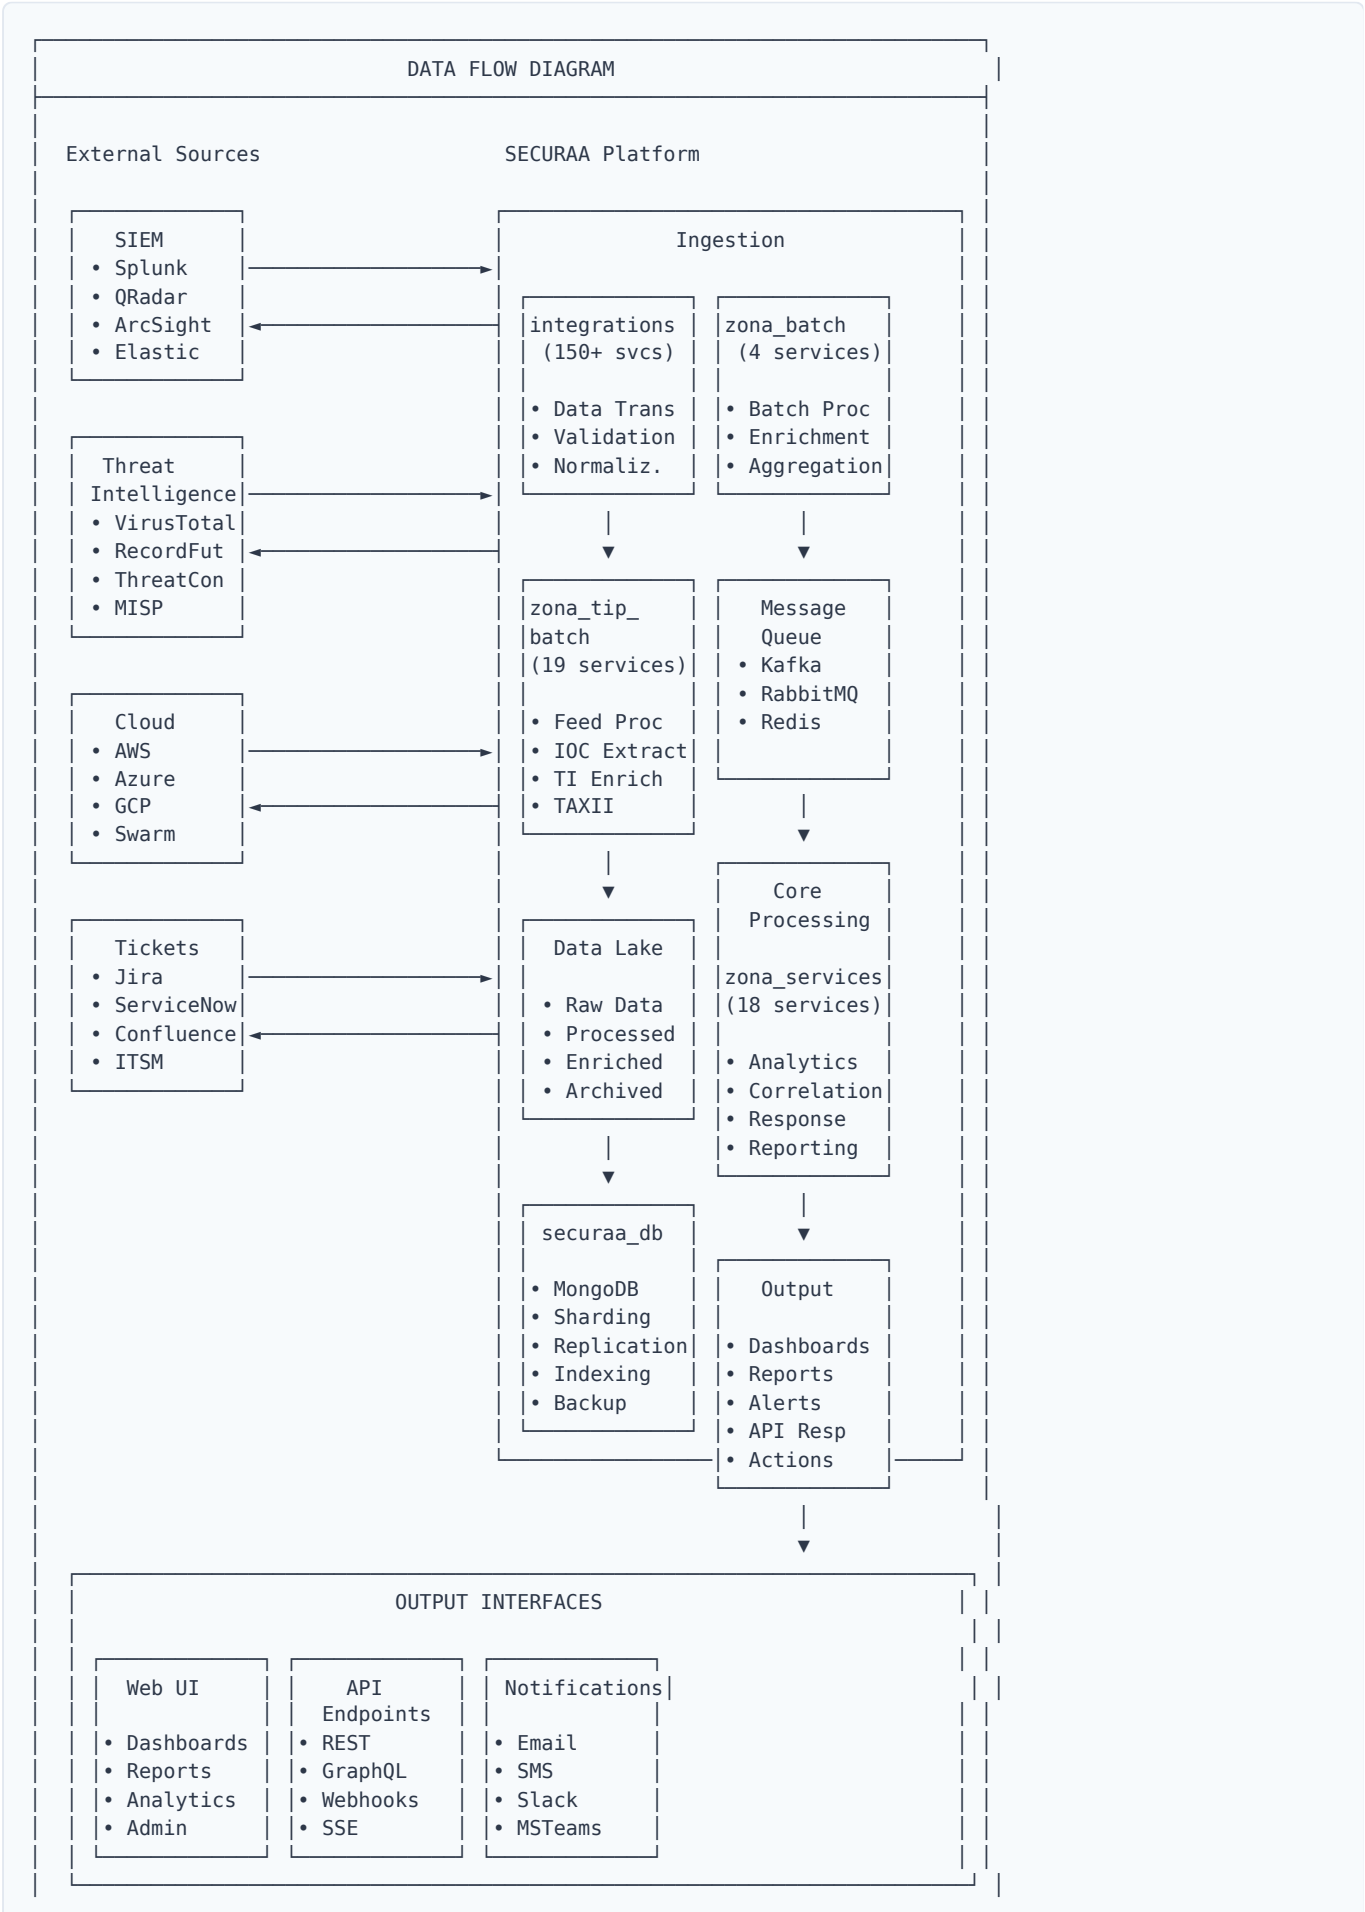 DATA FLOW DIAGRAM
External Sources
SECURAA Platform
SIEM
• Splunk
• QRadar
• ArcSight
• Elastic
Threat
Intelligence
• VirusTotal
• RecordFut
• ThreatCon
• MISP
Cloud
• AWS
• Azure
• GCP
• Swarm
Tickets
• Jira
• ServiceNow
• Confluence
• ITSM
Ingestion
integrations
(150+ svcs)
• Data Trans
• Validation
• Normaliz.
zona_batch
(4 services)
• Batch Proc
• Enrichment
• Aggregation
zona_tip_
batch
(19 services)
• Feed Proc
• IOC Extract
• TI Enrich
• TAXII
Message
Queue
• Kafka
• RabbitMQ
• Redis
Data Lake
• Raw Data
• Processed
• Enriched
• Archived
Core
Processing
zona_services
(18 services)
• Analytics
• Correlation
• Response
• Reporting
securaa_db
• MongoDB
• Sharding
• Replication
• Indexing
• Backup
Output
• Dashboards
• Reports
• Alerts
• API Resp
• Actions
OUTPUT INTERFACES
Web UI
• Dashboards
• Reports
• Analytics
• Admin
API
Endpoints
• REST
• GraphQL
• Webhooks
• SSE
Notifications
• Email
• SMS
• Slack
• MSTeams